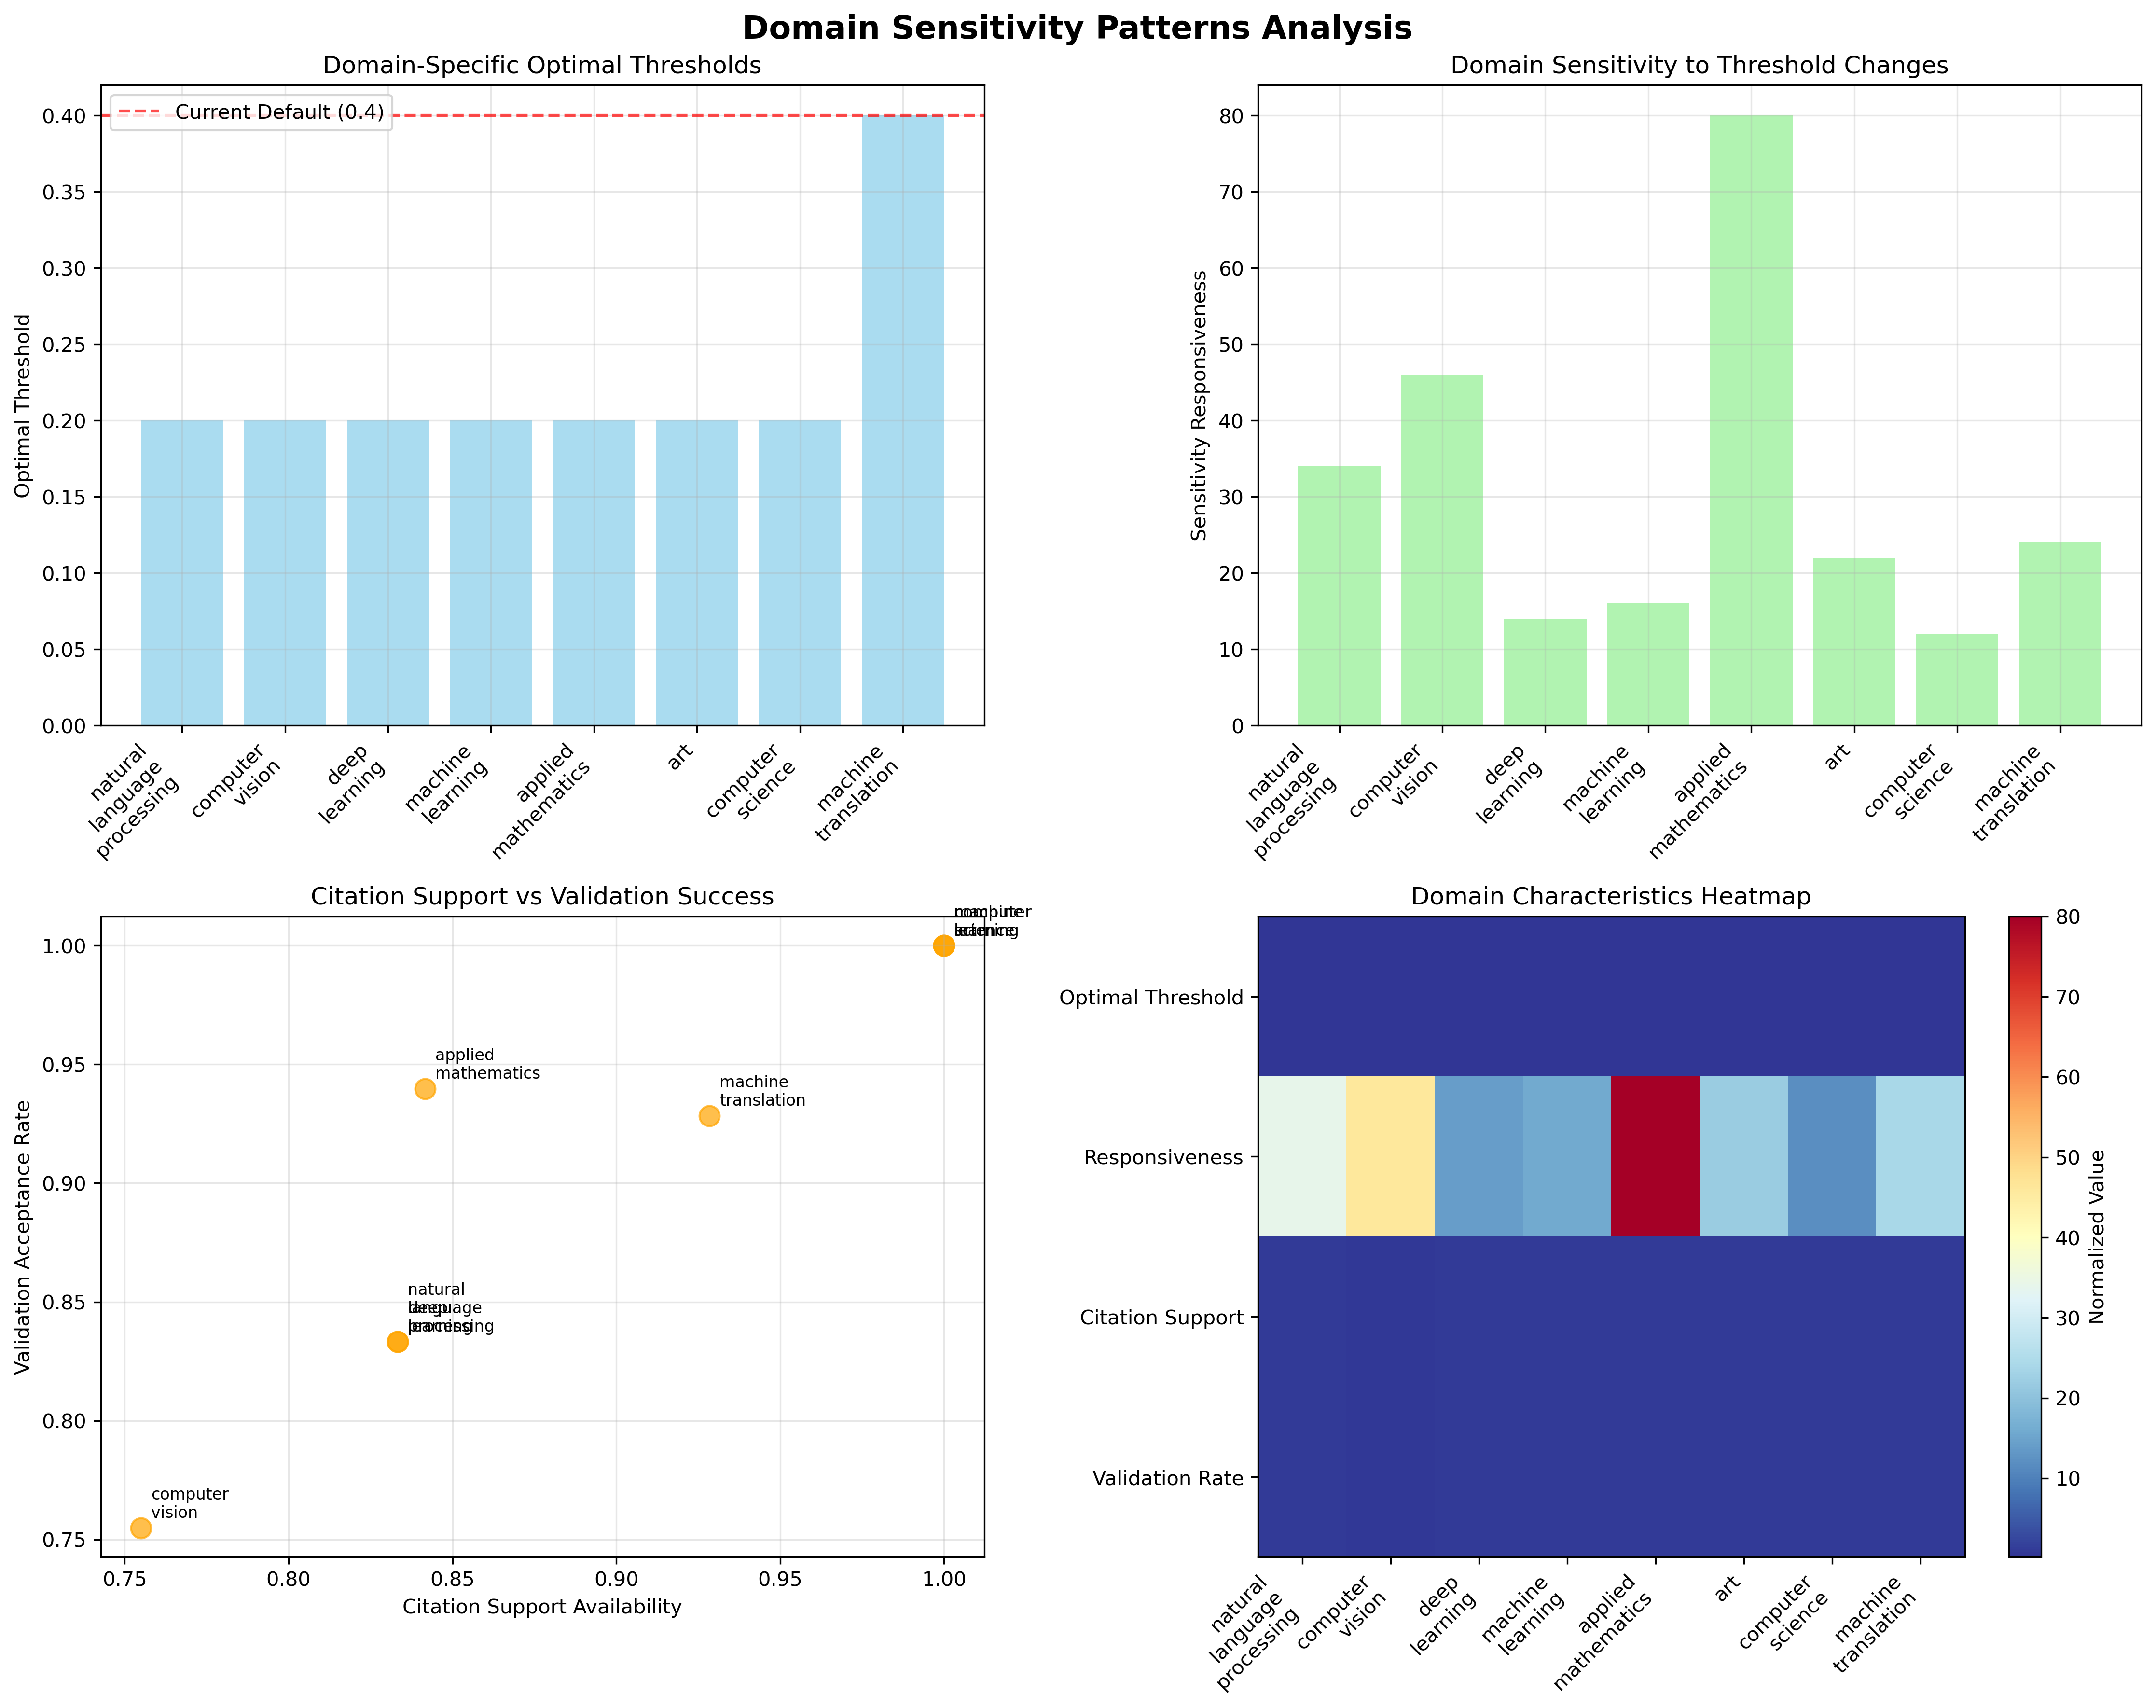 Domain Sensitivity Patterns Analysis
Domain-Specific Optimal Thresholds
Current Default (0.4)
Optimal Threshold
0.40
0.35
0.30
0.25
0.20
0.15
0.10
0.05
0.00
natural
language
processing
computer
vision
deep
learning
machine
learning
applied
mathematics
art
computer
science
machine
translation
Domain Sensitivity to Threshold Changes
Sensitivity Responsiveness
80
70
60
50
40
30
20
10
0
natural
language
processing
computer
vision
deep
learning
machine
learning
applied
mathematics
art
computer
science
machine
translation
Citation Support vs Validation Success
Validation Acceptance Rate
1.00
0.95
0.90
0.85
0.80
0.75
applied
mathematics
machine
translation
natural
language
processing
computer
vision
0.75
0.80
0.85
0.90
0.95
1.00
Citation Support Availability
Domain Characteristics Heatmap
Optimal Threshold
Responsiveness
Citation Support
Validation Rate
natural
language
processing
computer
vision
deep
learning
machine
learning
applied
mathematics
art
computer
science
machine
translation
80
70
60
50
40
30
20
10
Normalized Value